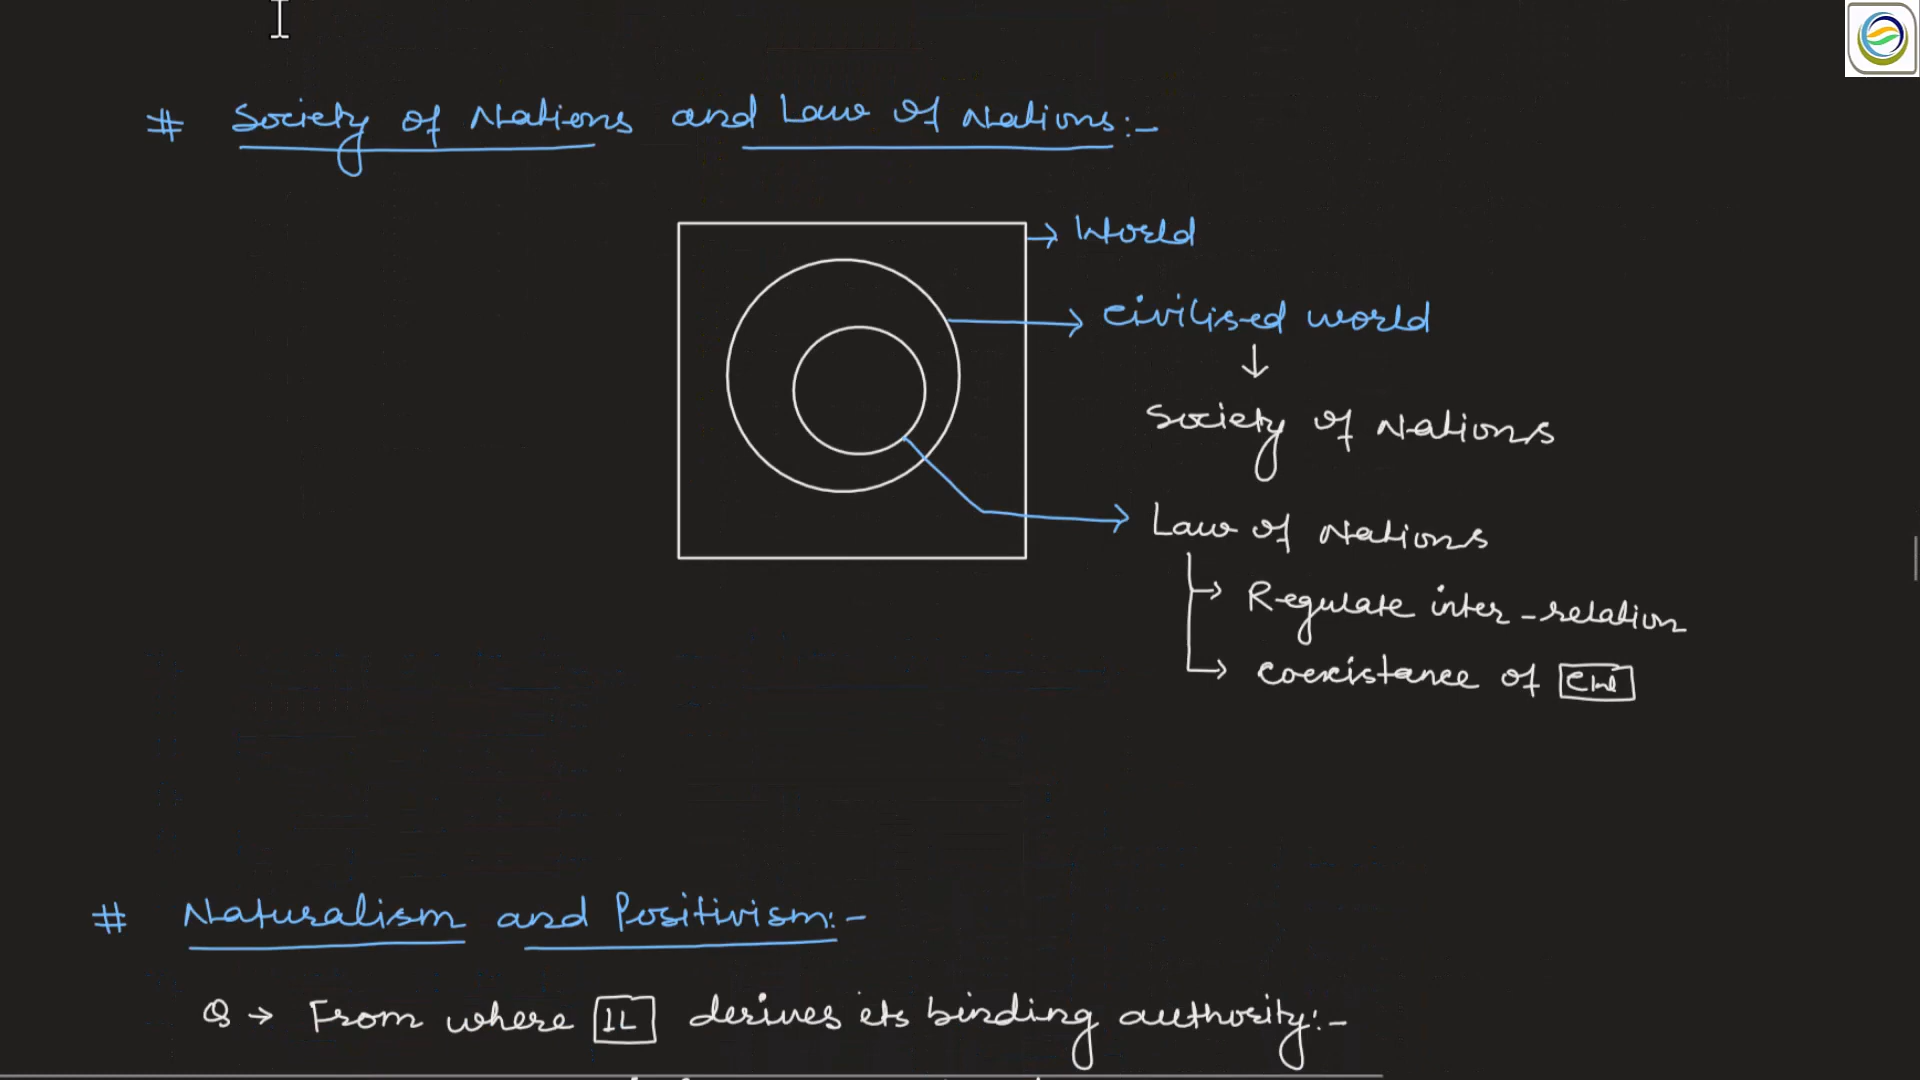 # Society of Nations and Law of Nations:-
→ World
→ Civilised world
↓
Society of Nations
→ Law of Nations
→ Regulate inter-relation
→ Coexistance of CW
# Naturalism and Positivism:-
Q → From where IL derives its binding authority:-